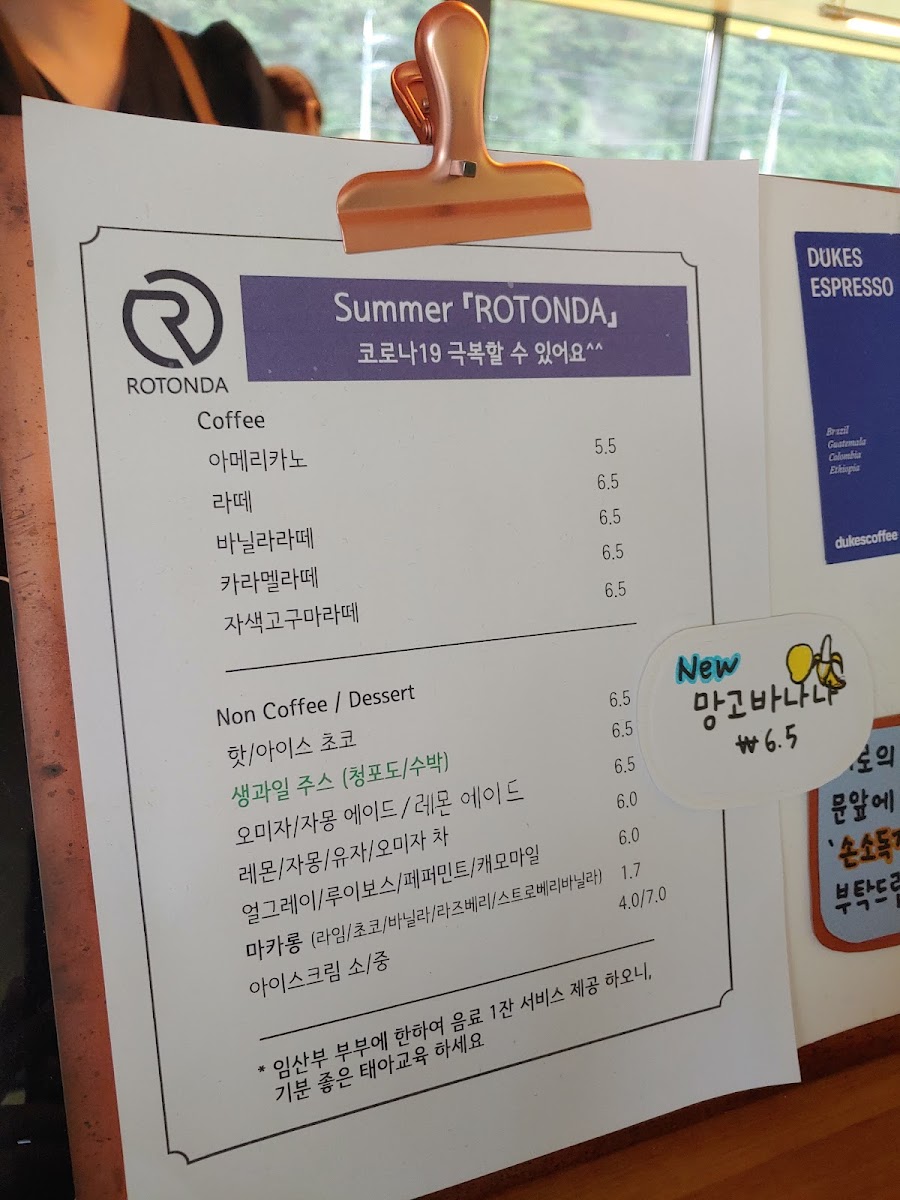 ROTONDA
Summer 「ROTONDA」
코로나19 극복할 수 있어요^^
Coffee
아메리카노 5.5
라떼 6.5
바닐라라떼 6.5
카라멜라떼 6.5
자색고구마라떼 6.5
Non Coffee / Dessert
핫/아이스 초코 6.5
생과일 주스 (청포도/수박) 6.5
오미자/자몽 에이드/레몬 에이드 6.5
레몬/자몽/유자/오미자 차 6.0
얼그레이/루이보스/페퍼민트/캐모마일 6.0
마카롱 (라임/초코/바닐라/라즈베리/스트로베리바닐라) 1.7
아이스크림 소/중 4.0/7.0
* 임산부 부부에 한하여 음료 1잔 서비스 제공 하오니,
기분 좋은 태아교육 하세요
New
망고바나나
₩6.5
DUKES
ESPRESSO
Brazil
Guatemala
Colombia
Ethiopia
dukescoffee
문앞에